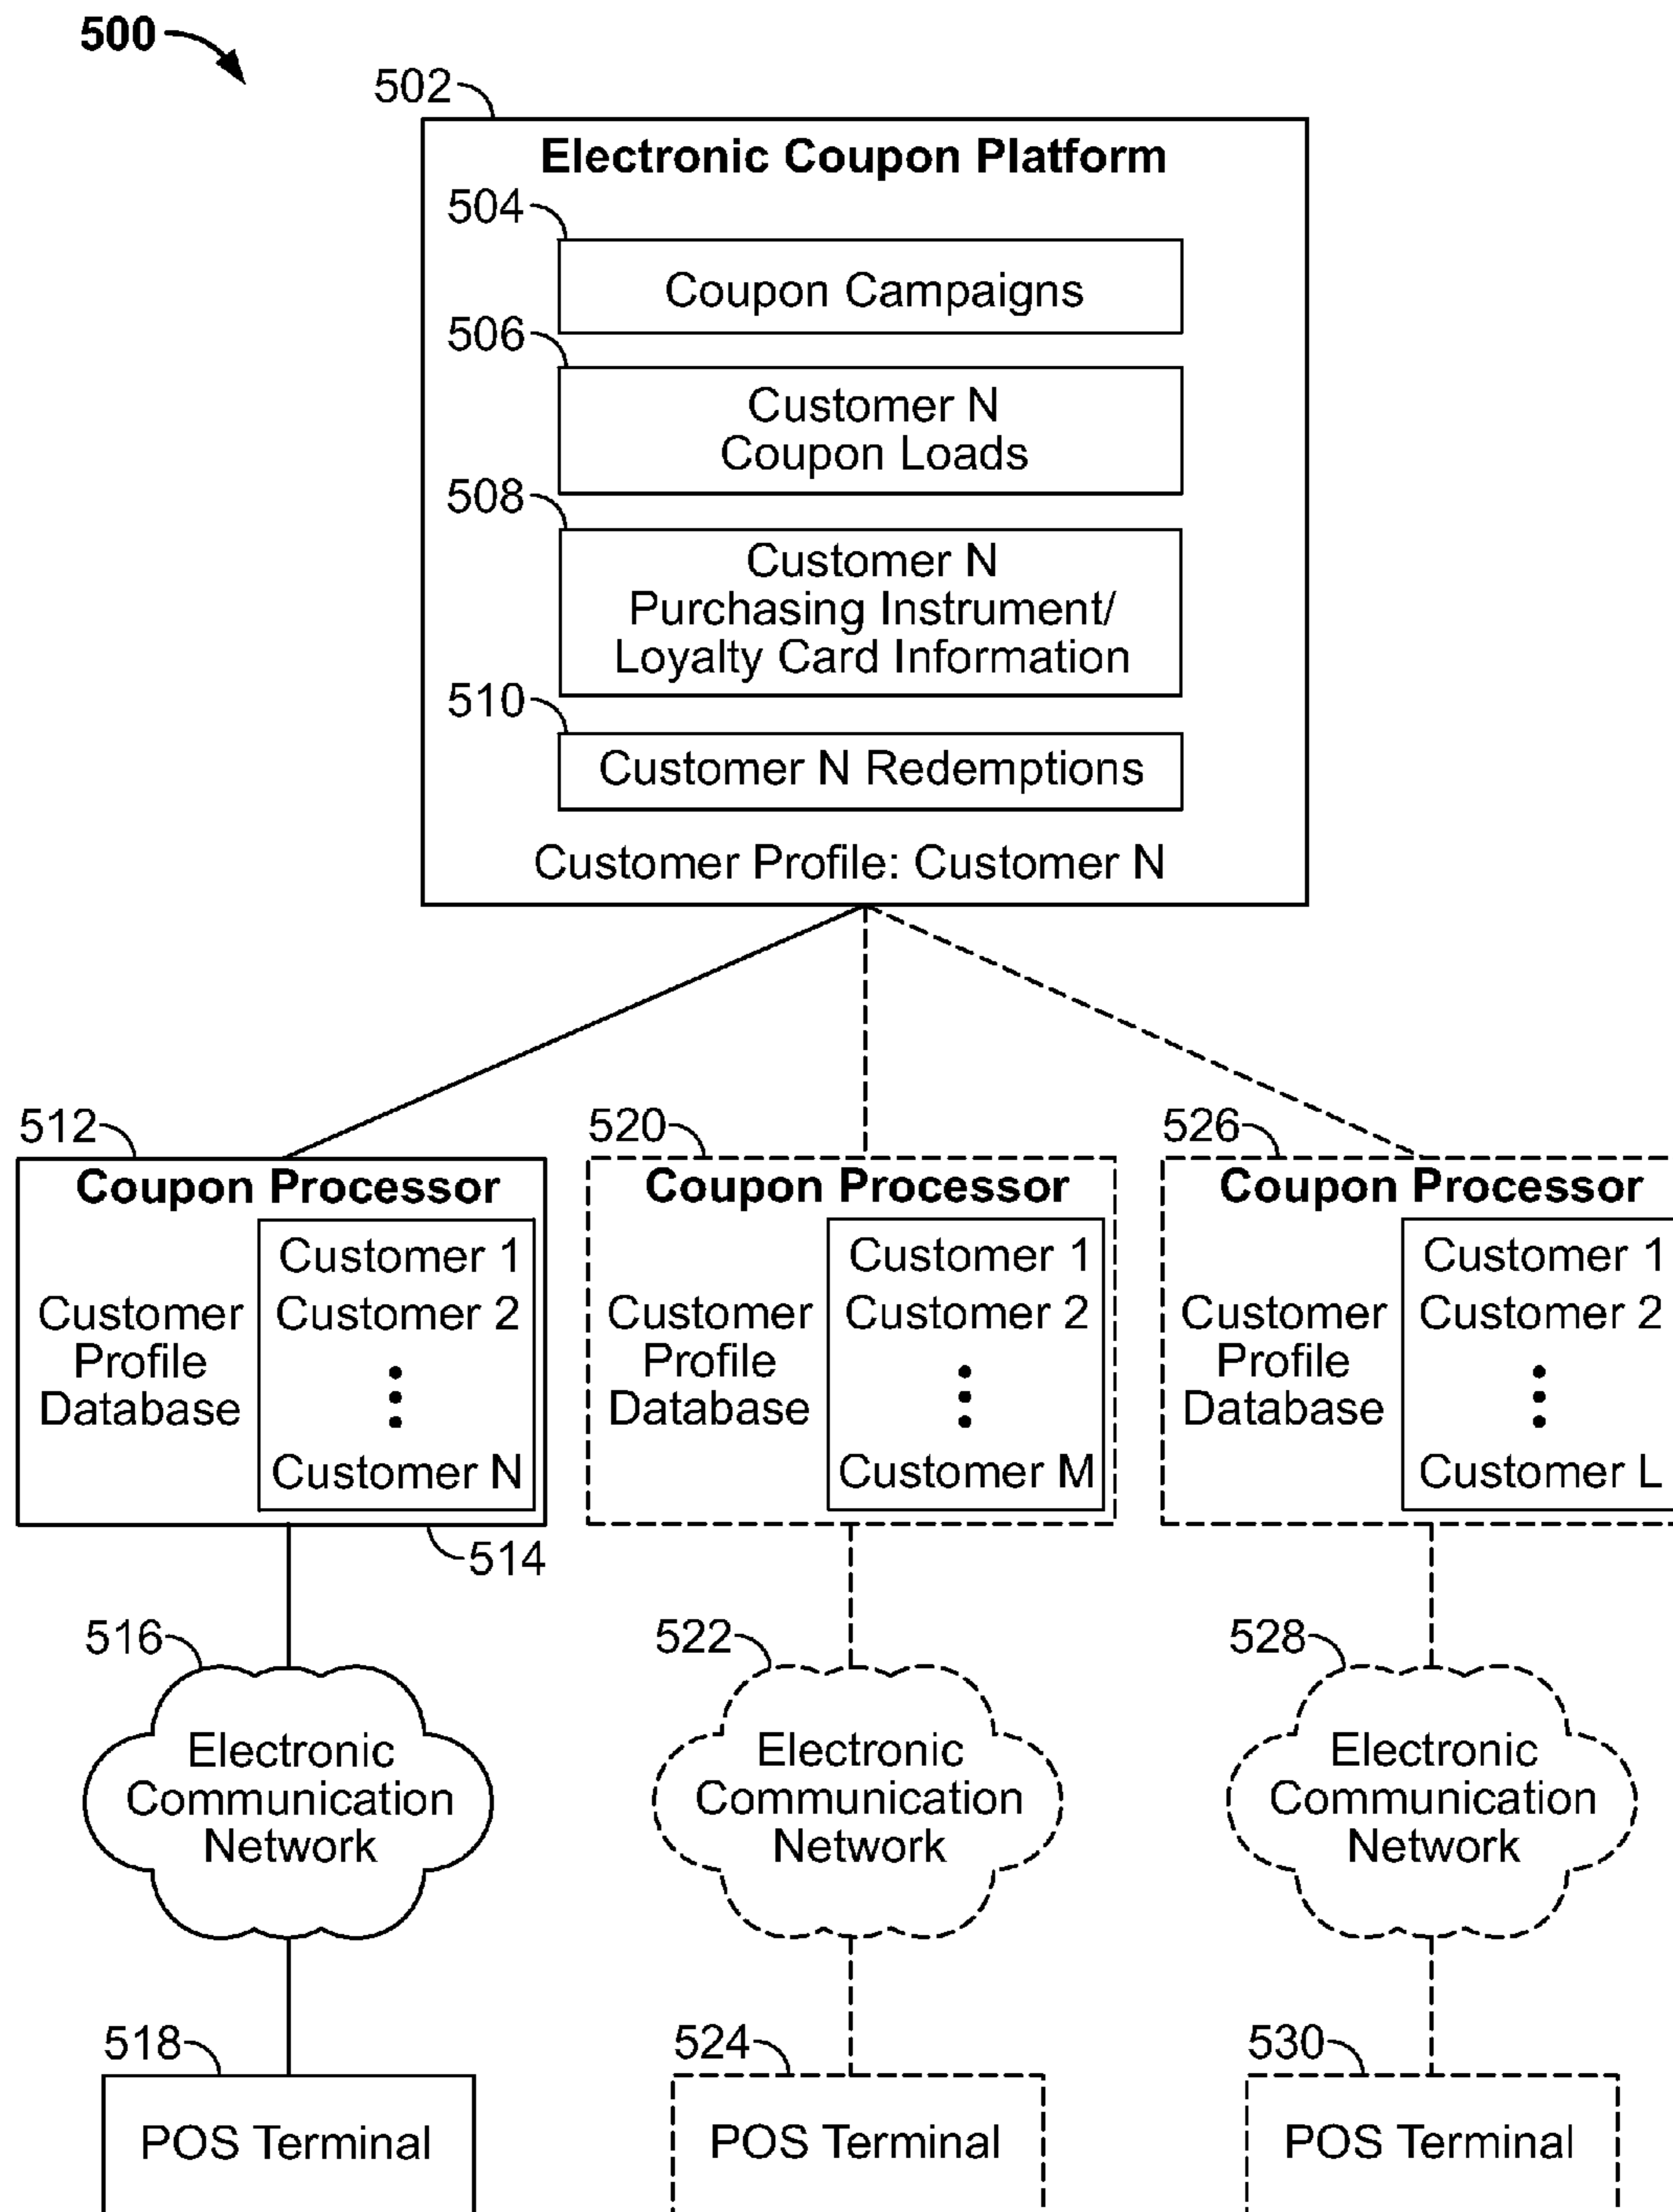 500
502
Electronic Coupon Platform
504
Coupon Campaigns
506
Customer N
Coupon Loads
508
Customer N
Purchasing Instrument/
Loyalty Card Information
510
Customer N Redemptions
Customer Profile: Customer N
512
Coupon Processor
Customer
Profile
Database
Customer 1
Customer 2
Customer N
514
520
Coupon Processor
Customer
Profile
Database
Customer 1
Customer 2
Customer M
526
Coupon Processor
Customer
Profile
Database
Customer 1
Customer 2
Customer L
516
Electronic
Communication
Network
522
Electronic
Communication
Network
528
Electronic
Communication
Network
518
POS Terminal
524
POS Terminal
530
POS Terminal